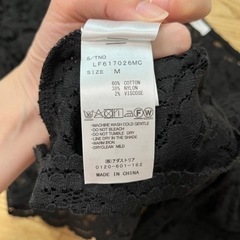 S/TNO
LF617026MC
SIZE M
60% COTTON
38% NYLON
2% VISCOSE
F W
-MACHINE WASH COLD GENTLE
-DO NOT BLEACH
-DO NOT TUMBLE DRY
-LINE DRY IN THE SHADE
-WARM IRON
-DRYCLEAN MILD
㈱アダストリア
0120-601-162
MADE IN CHINA